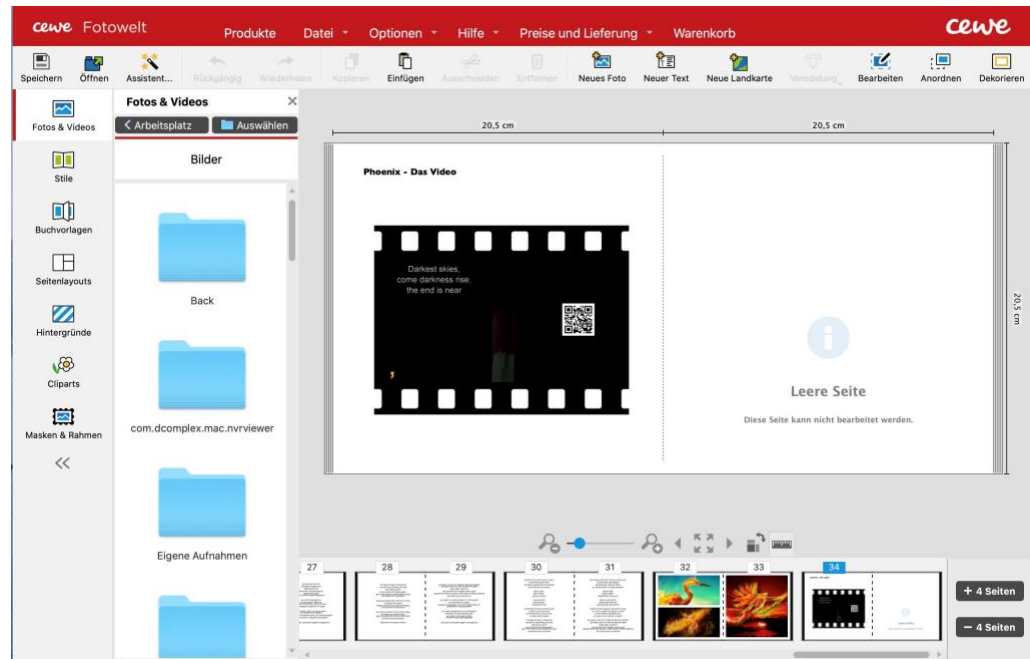 cewe Fotowelt
Produkte Datei Optionen Hilfe Preise und Lieferung Warenkorb
cewe
Speichern Öffnen Assistent... Rückgängig Wiederholen Kopieren Einfügen Ausschneiden Entfernen Neues Foto Neuer Text Neue Landkarte Veredelung Bearbeiten Anordnen Dekorieren
Fotos & Videos
Stile
Buchvorlagen
Seitenlayouts
Hintergründe
Cliparts
Masken & Rahmen
Fotos & Videos
Arbeitsplatz Auswählen
Bilder
Back
com.dcomplex.mac.nvrviewer
Eigene Aufnahmen
20,5 cm 20,5 cm
Phoenix - Das Video
Darkest skies,
come darkness rise,
the end is near
Leere Seite
Diese Seite kann nicht bearbeitet werden.
20,5 cm
27 28 29 30 31 32 33 34
+ 4 Seiten
− 4 Seiten